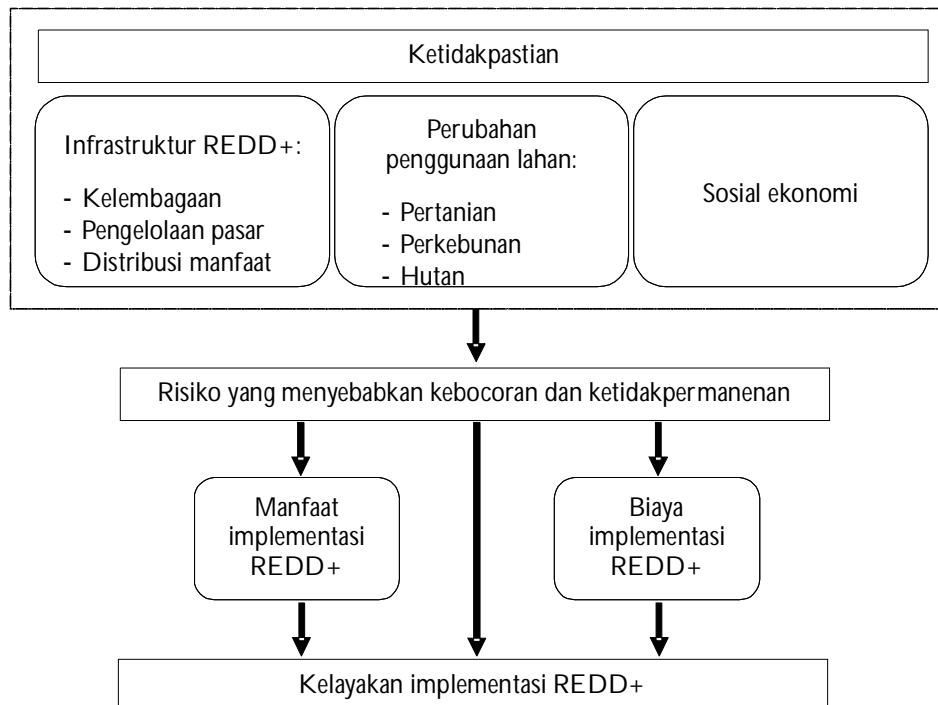 Ketidakpastian
Infrastruktur REDD+:
- Kelembagaan
- Pengelolaan pasar
- Distribusi manfaat
Perubahan
penggunaan lahan:
- Pertanian
- Perkebunan
- Hutan
Sosial ekonomi
Risiko yang menyebabkan kebocoran dan ketidakpermanenan
Manfaat
implementasi
REDD+
Biaya
implementasi
REDD+
Kelayakan implementasi REDD+